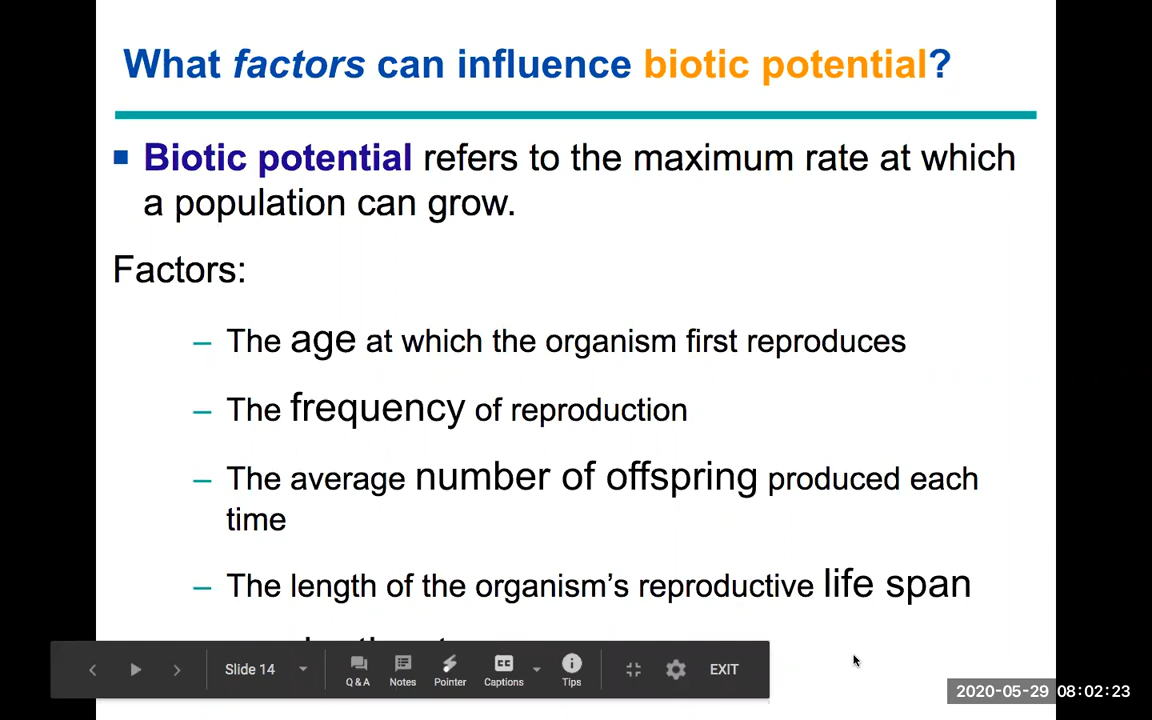 What factors can influence biotic potential?
■ Biotic potential refers to the maximum rate at which
a population can grow.
Factors:
– The age at which the organism first reproduces
– The frequency of reproduction
– The average number of offspring produced each
time
– The length of the organism’s reproductive life span
Slide 14
Q & A
Notes
Pointer
CC
Captions
Tips
EXIT
2020-05-29 08:02:23